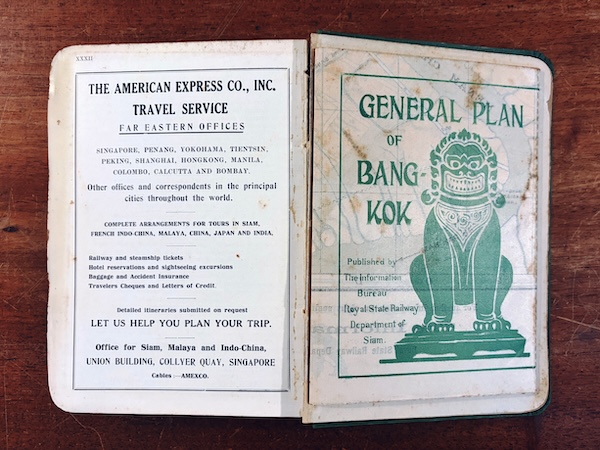 XXXII
THE AMERICAN EXPRESS CO., INC.
TRAVEL SERVICE
FAR EASTERN OFFICES
SINGAPORE, PENANG, YOKOHAMA, TIENTSIN,
PEKING, SHANGHAI, HONGKONG, MANILA,
COLOMBO, CALCUTTA AND BOMBAY.
Other offices and correspondents in the principal
cities throughout the world.
COMPLETE ARRANGEMENTS FOR TOURS IN SIAM,
FRENCH INDO-CHINA, MALAYA, CHINA, JAPAN AND INDIA,
Railway and steamship tickets
Hotel reservations and sightseeing excursions
Baggage and Accident Insurance
Travelers Cheques and Letters of Credit.
Detailed itineraries submitted on request
LET US HELP YOU PLAN YOUR TRIP.
Office for Siam, Malaya and Indo-China,
UNION BUILDING, COLLYER QUAY, SINGAPORE
Cables :—AMEXCO.
GENERAL PLAN
OF
BANG-
KOK
Published by
The Information
Bureau
Royal State Railway
Department of
Siam.